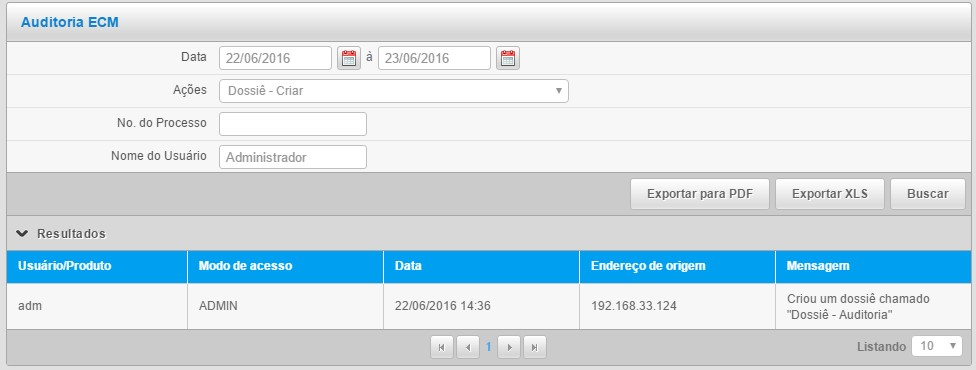 Auditoria ECM
Data 22/06/2016 á 23/06/2016
Ações Dossiê - Criar
No. do Processo
Nome do Usuário Administrador
Exportar para PDF Exportar XLS Buscar
Resultados
Usuário/Produto Modo de acesso Data Endereço de origem Mensagem
adm ADMIN 22/06/2016 14:36 192.168.33.124 Criou um dossiê chamado
"Dossiê - Auditoria"
1 Listando 10